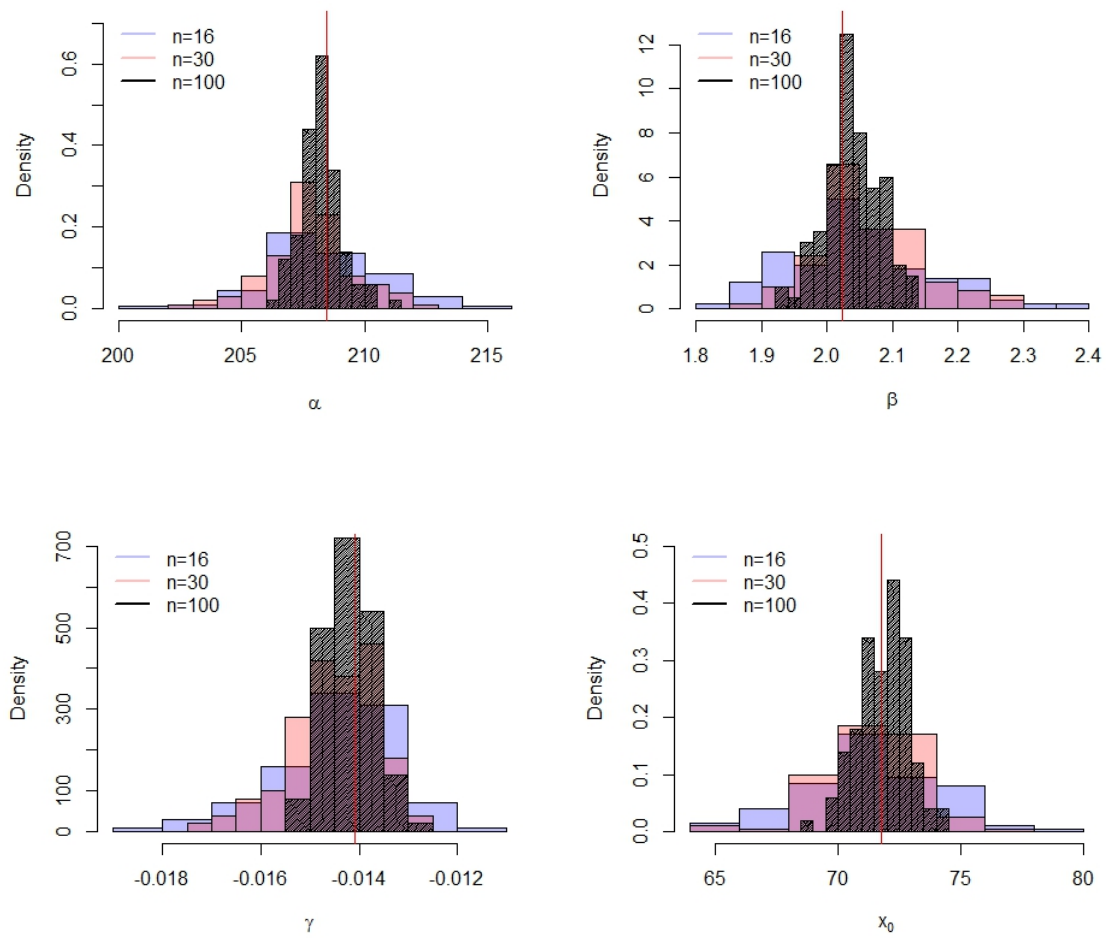 n=16
n=30
n=100
Density
0.0 0.2 0.4 0.6
200 205 210 215
α
n=16
n=30
n=100
Density
0 2 4 6 8 10 12
1.8 1.9 2.0 2.1 2.2 2.3 2.4
β
n=16
n=30
n=100
Density
0 100 300 500 700
-0.018 -0.016 -0.014 -0.012
γ
n=16
n=30
n=100
Density
0.0 0.1 0.2 0.3 0.4 0.5
65 70 75 80
x₀